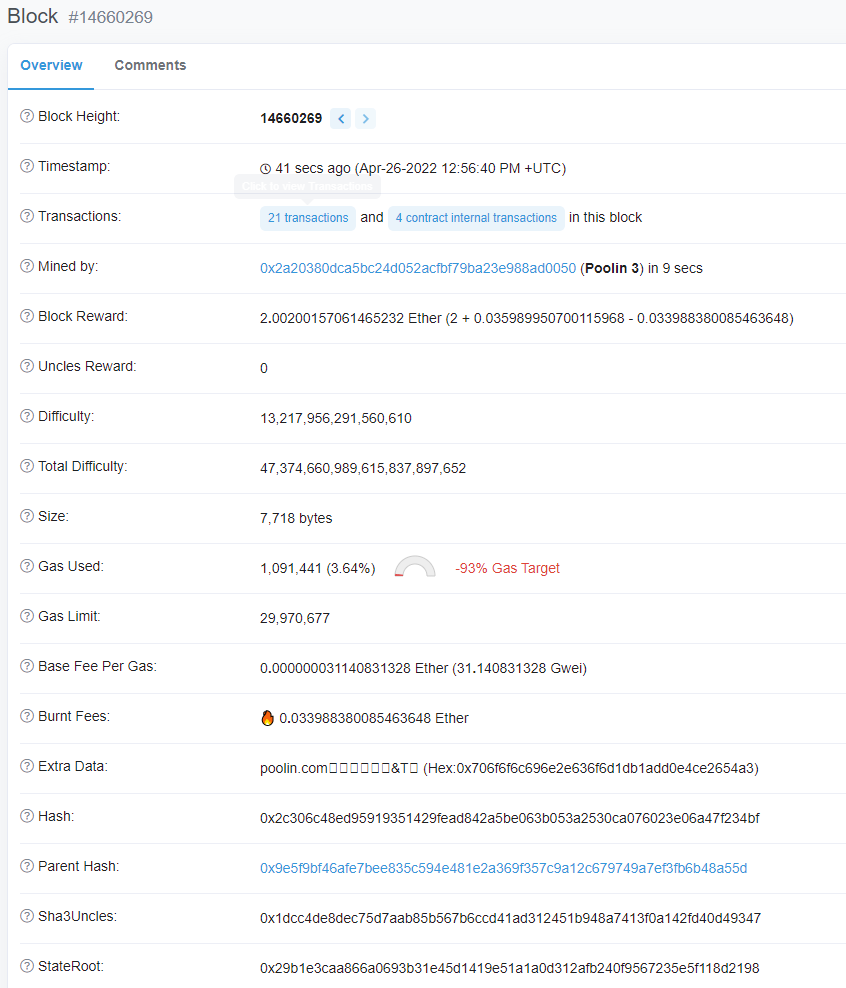 Block #14660269
Overview Comments
Block Height: 14660269
Timestamp: 41 secs ago (Apr-26-2022 12:56:40 PM +UTC)
Click to view Transactions
Transactions: 21 transactions and 4 contract internal transactions in this block
Mined by: 0x2a20380dca5bc24d052acfbf79ba23e988ad0050 (Poolin 3) in 9 secs
Block Reward: 2.00200157061465232 Ether (2 + 0.035989950700115968 - 0.033988380085463648)
Uncles Reward: 0
Difficulty: 13,217,956,291,560,610
Total Difficulty: 47,374,660,989,615,837,897,652
Size: 7,718 bytes
Gas Used: 1,091,441 (3.64%) -93% Gas Target
Gas Limit: 29,970,677
Base Fee Per Gas: 0.000000031140831328 Ether (31.140831328 Gwei)
Burnt Fees: 🔥 0.033988380085463648 Ether
Extra Data: poolin.com□□□□□□&T□ (Hex:0x706f6f6c696e2e636f6d1db1add0e4ce2654a3)
Hash: 0x2c306c48ed95919351429fead842a5be063b053a2530ca076023e06a47f234bf
Parent Hash: 0x9e5f9bf46afe7bee835c594e481e2a369f357c9a12c679749a7ef3fb6b48a55d
Sha3Uncles: 0x1dcc4de8dec75d7aab85b567b6ccd41ad312451b948a7413f0a142fd40d49347
StateRoot: 0x29b1e3caa866a0693b31e45d1419e51a1a0d312afb240f9567235e5f118d2198